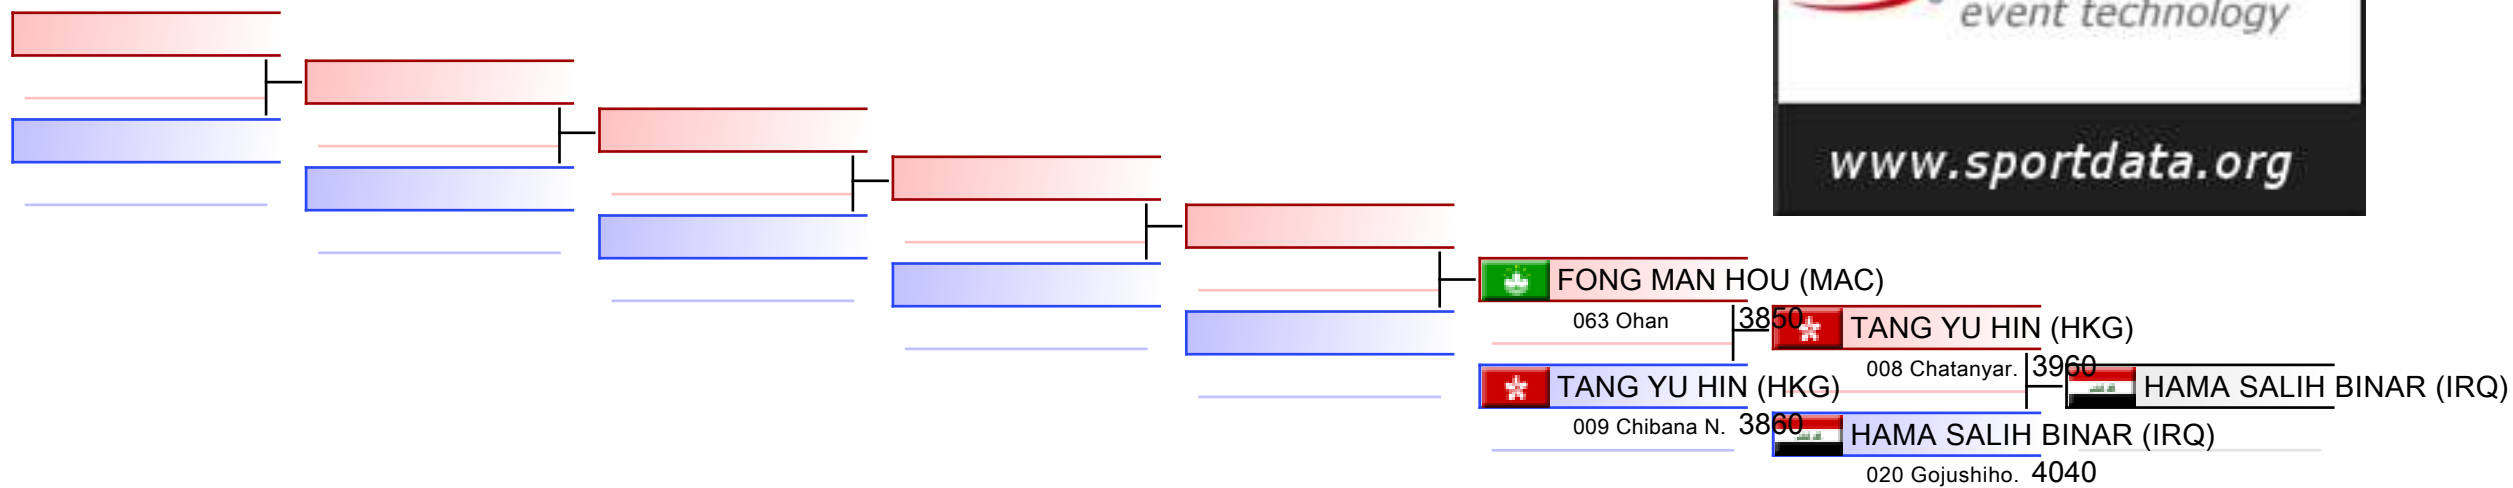 event technology
www.sportdata.org
FONG MAN HOU (MAC)
063 Ohan 3850
TANG YU HIN (HKG)
008 Chatanyar. 3960
TANG YU HIN (HKG)
HAMA SALIH BINAR (IRQ)
009 Chibana N. 3860
HAMA SALIH BINAR (IRQ)
020 Gojushiho. 4040